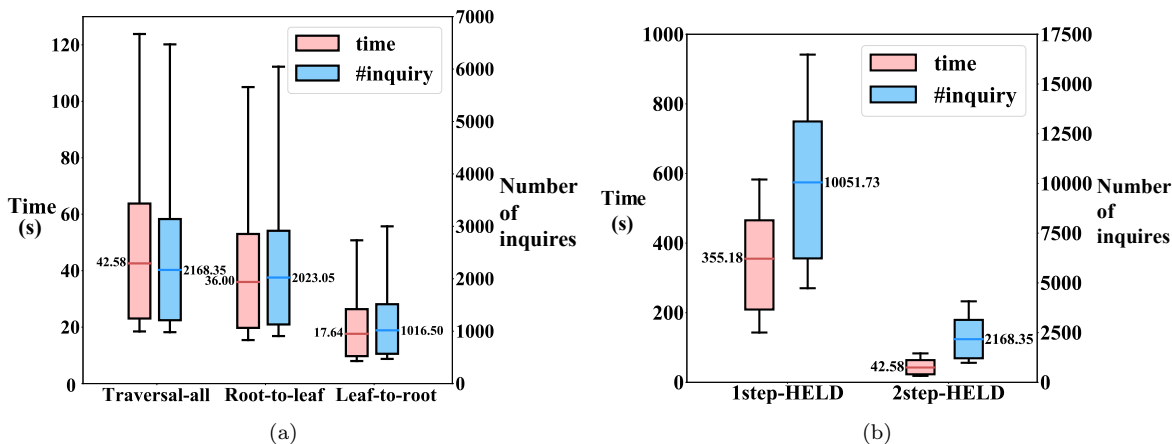 120
100
80
60
40
20
0
Time
(s)
time
#inquiry
7000
6000
5000
4000
3000
2000
1000
0
Number
of
inquires
42.58
2168.35
36.00
2023.05
17.64
1016.50
Traversal-all
Root-to-leaf
Leaf-to-root
(a)
1000
800
600
400
200
0
Time
(s)
time
#inquiry
17500
15000
12500
10000
7500
5000
2500
0
Number
of
inquires
355.18
10051.73
42.58
2168.35
1step-HELD
2step-HELD
(b)